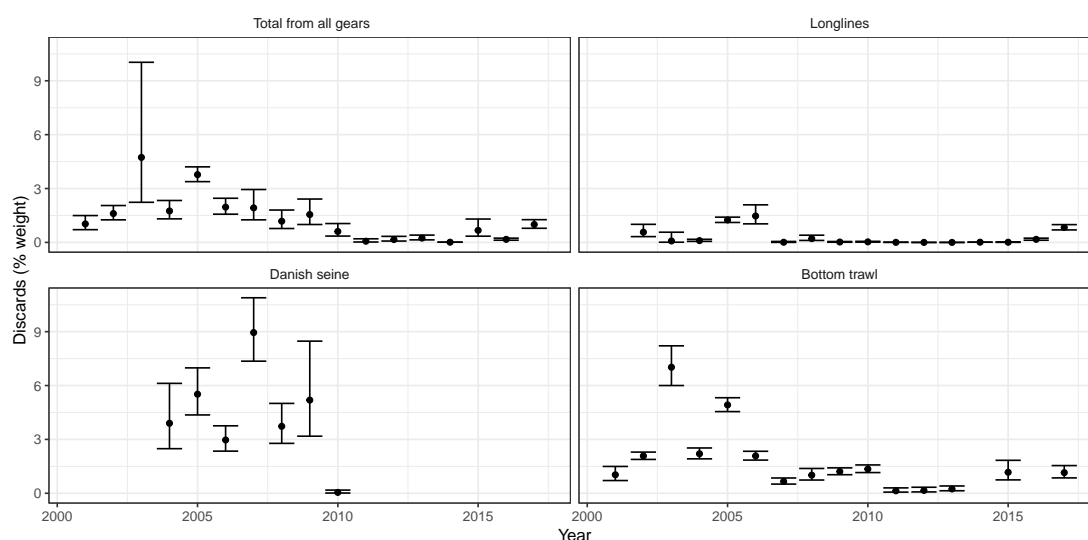 Total from all gears
Longlines
9
6
3
0
Danish seine
Bottom trawl
9
6
3
0
Discards (% weight)
2000
2005
2010
2015
2000
2005
2010
2015
Year